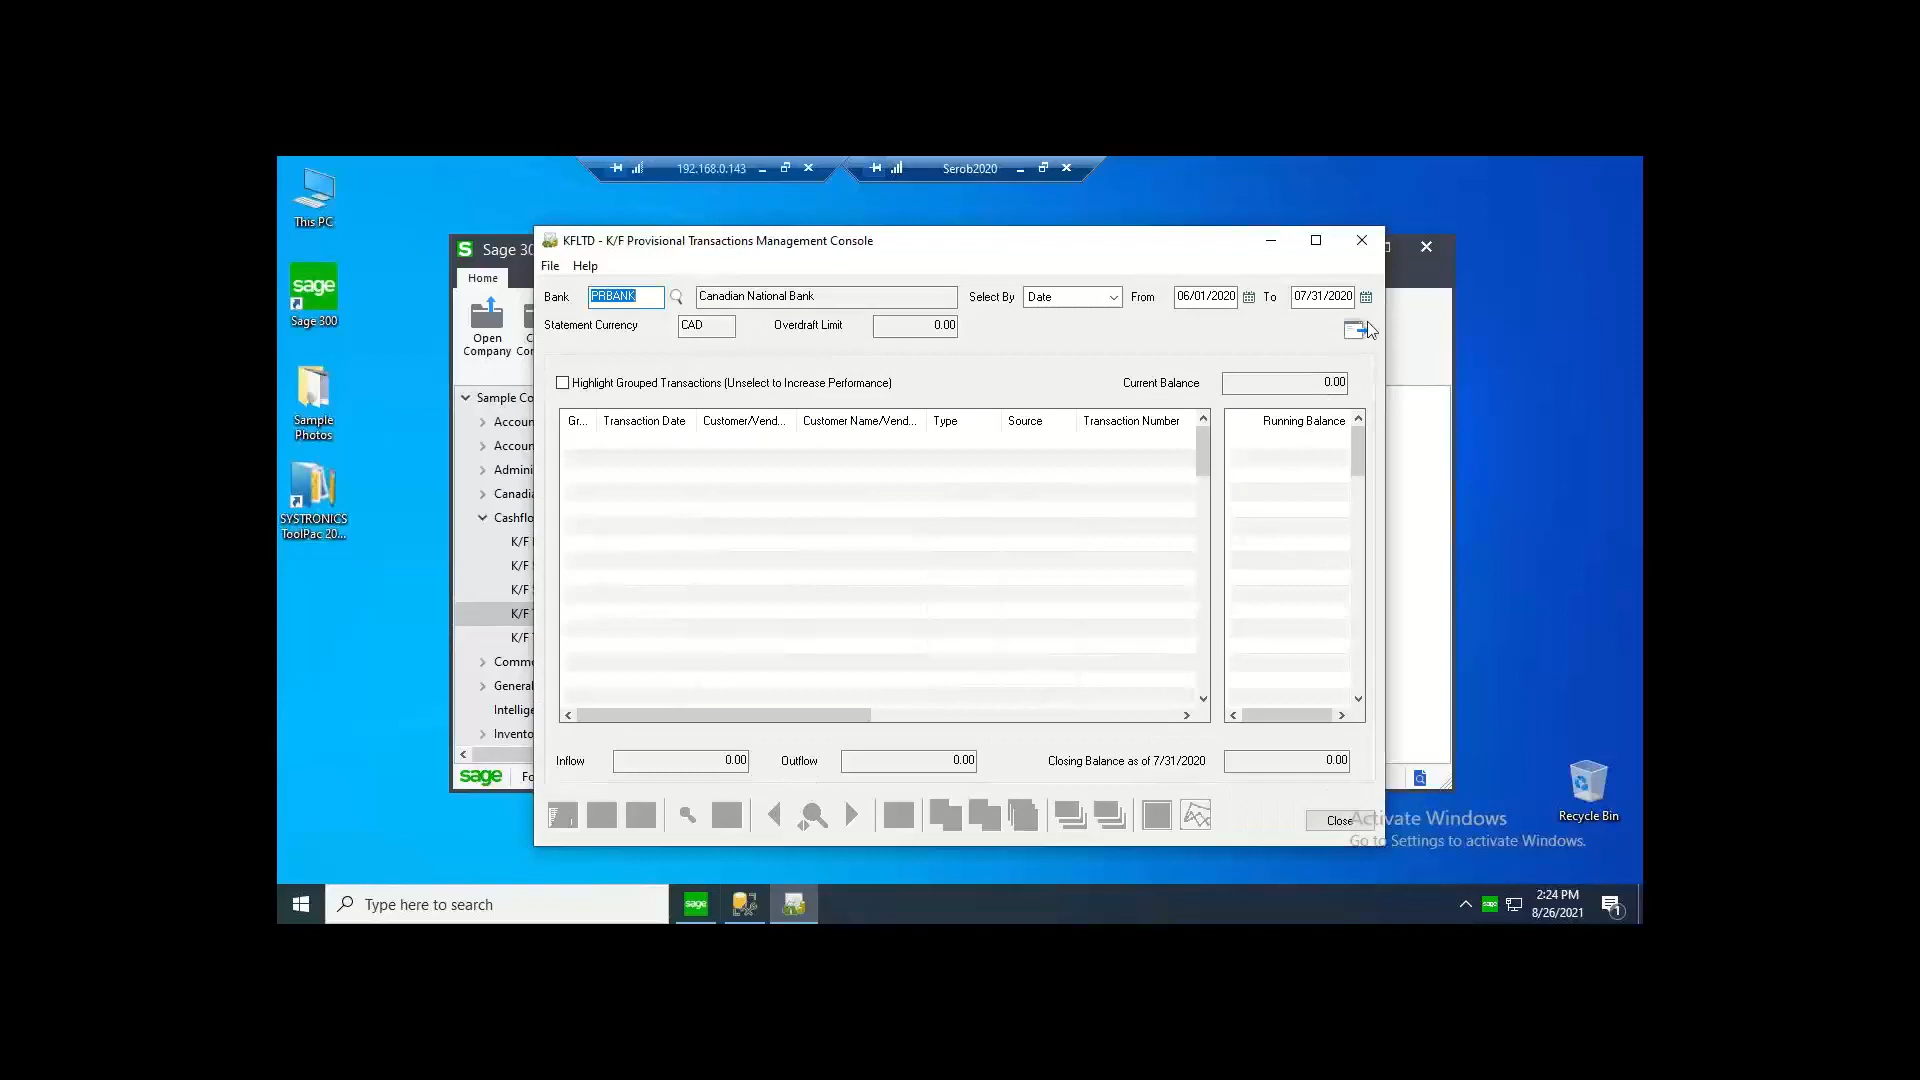 192.168.0.143
Serob2020
This PC
sage
Sage 300
Sample
Photos
SYSTRONICS
ToolPac 20...
Recycle Bin
S Sage 30
Home
Open
Company
Sample Co
Accoun
Accoun
Admini
Canadia
Cashflo
K/F
K/F
K/F
K/F
K/F
Comm
General
Intellige
Invento
sage
KFLTD - K/F Provisional Transactions Management Console
File Help
Bank PRBANK Canadian National Bank Select By Date From 06/01/2020 To 07/31/2020
Statement Currency CAD Overdraft Limit 0.00
Highlight Grouped Transactions (Unselect to Increase Performance) Current Balance 0.00
Gr... Transaction Date Customer/Vend... Customer Name/Vend... Type Source Transaction Number Running Balance
Inflow 0.00 Outflow 0.00 Closing Balance as of 7/31/2020 0.00
Close
Activate Windows
Go to Settings to activate Windows.
Type here to search
sage
sage
2:24 PM
8/26/2021
1